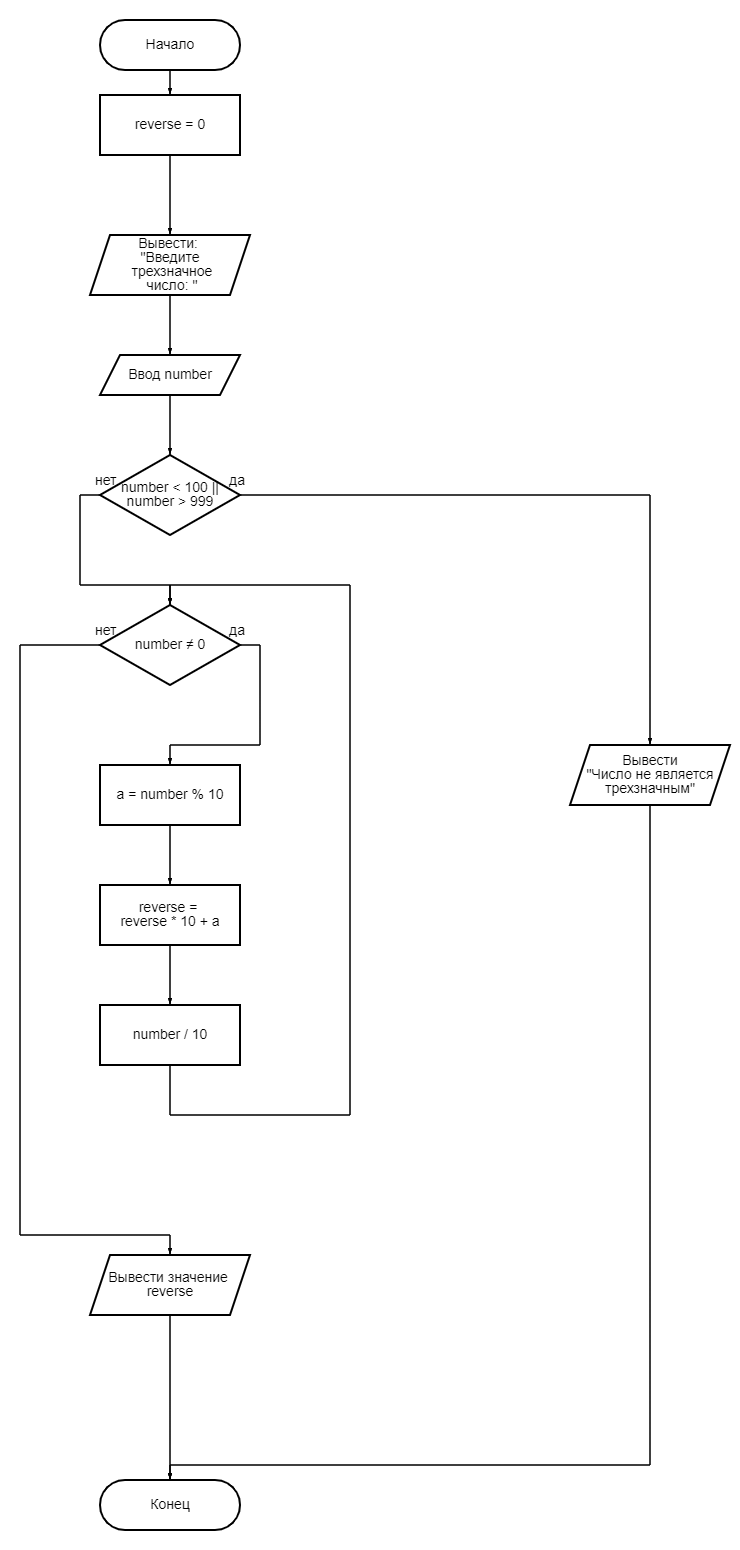 Начало
reverse = 0
Вывести:
"Введите
трехзначное
число: "
Ввод number
нет
да
number < 100 ||
number > 999
нет
да
number ≠ 0
a = number % 10
reverse =
reverse * 10 + a
number / 10
Вывести
"Число не является
трехзначным"
Вывести значение
reverse
Конец